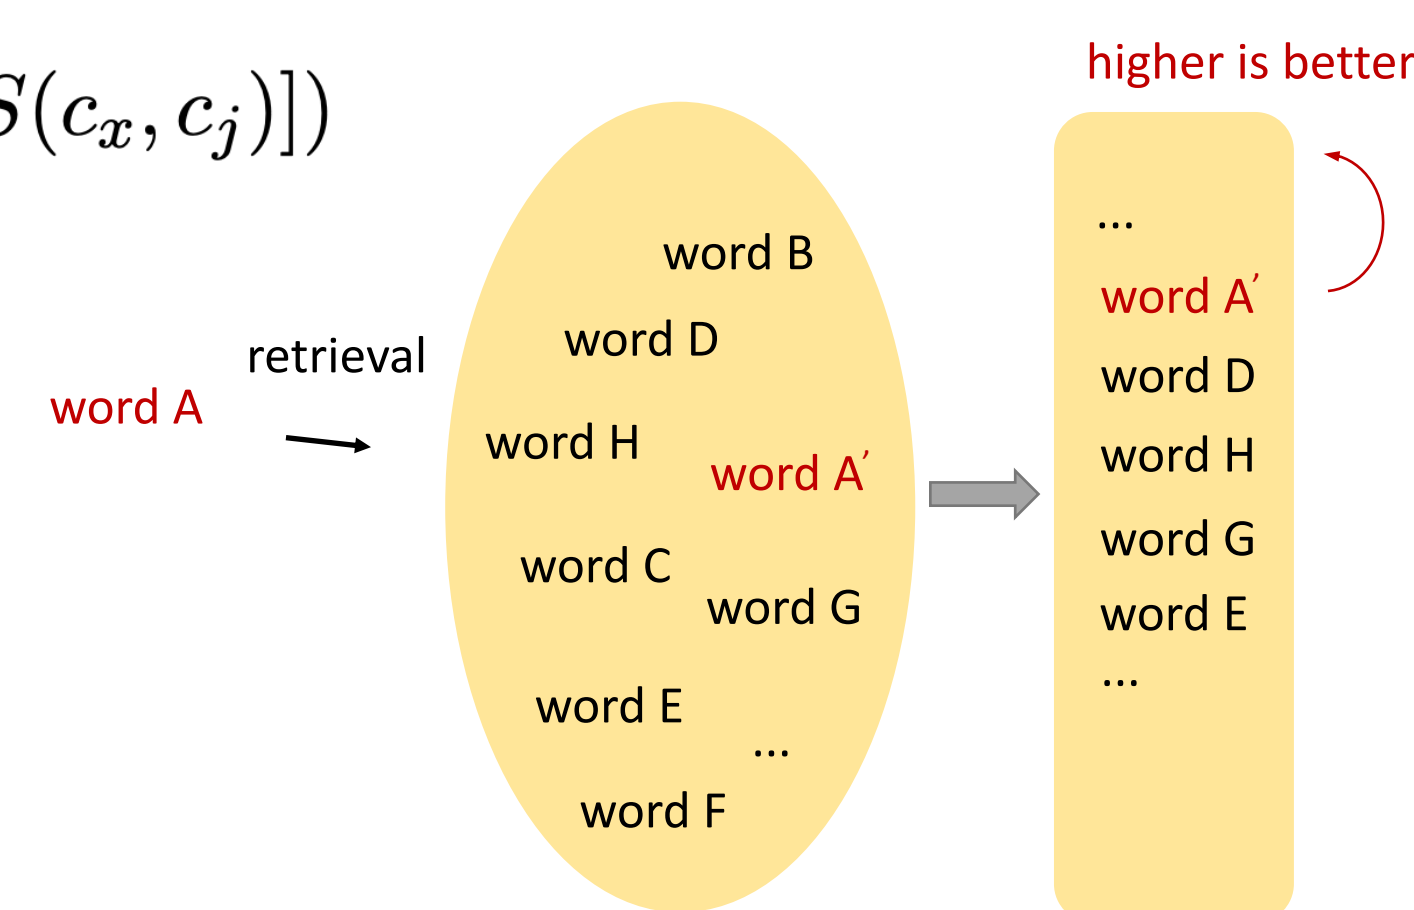 S(c_x, c_j)])
word A
retrieval
word B
word D
word H
word A′
word C
word G
word E
...
word F
higher is better
...
word A′
word D
word H
word G
word E
...